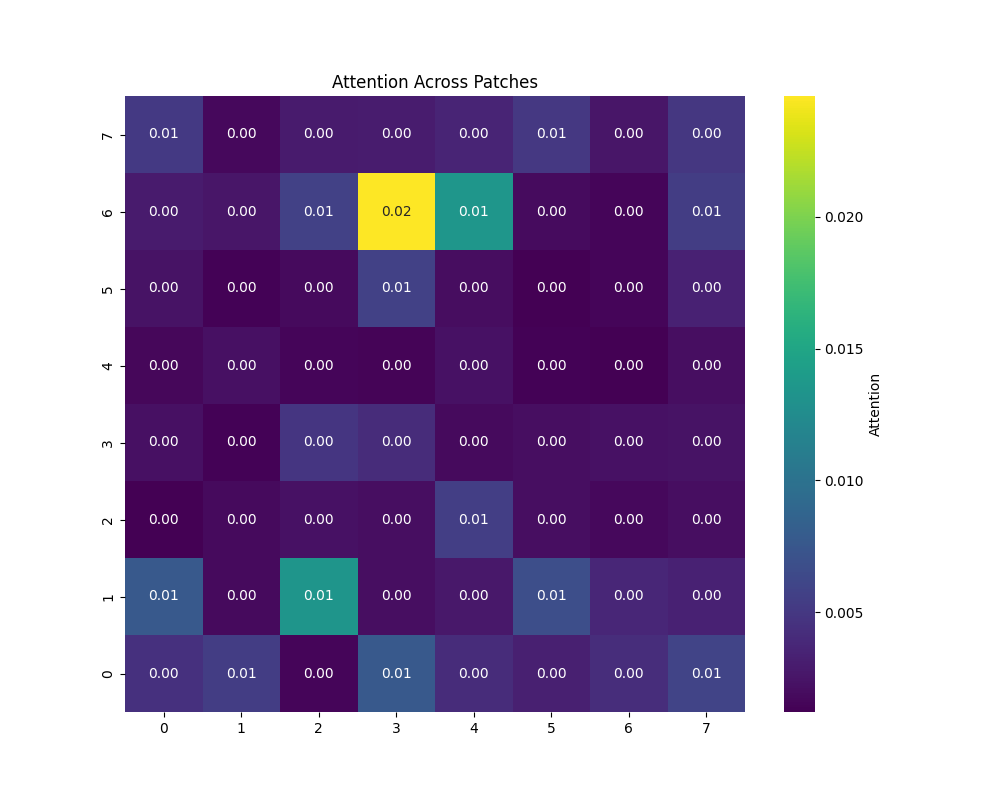 Attention Across Patches
7 0.01 0.00 0.00 0.00 0.00 0.01 0.00 0.00
6 0.00 0.00 0.01 0.02 0.01 0.00 0.00 0.01
5 0.00 0.00 0.00 0.01 0.00 0.00 0.00 0.00
4 0.00 0.00 0.00 0.00 0.00 0.00 0.00 0.00
3 0.00 0.00 0.00 0.00 0.00 0.00 0.00 0.00
2 0.00 0.00 0.00 0.00 0.01 0.00 0.00 0.00
1 0.01 0.00 0.01 0.00 0.00 0.01 0.00 0.00
0 0.00 0.01 0.00 0.01 0.00 0.00 0.00 0.01
0 1 2 3 4 5 6 7
0.020
0.015
0.010
0.005
Attention